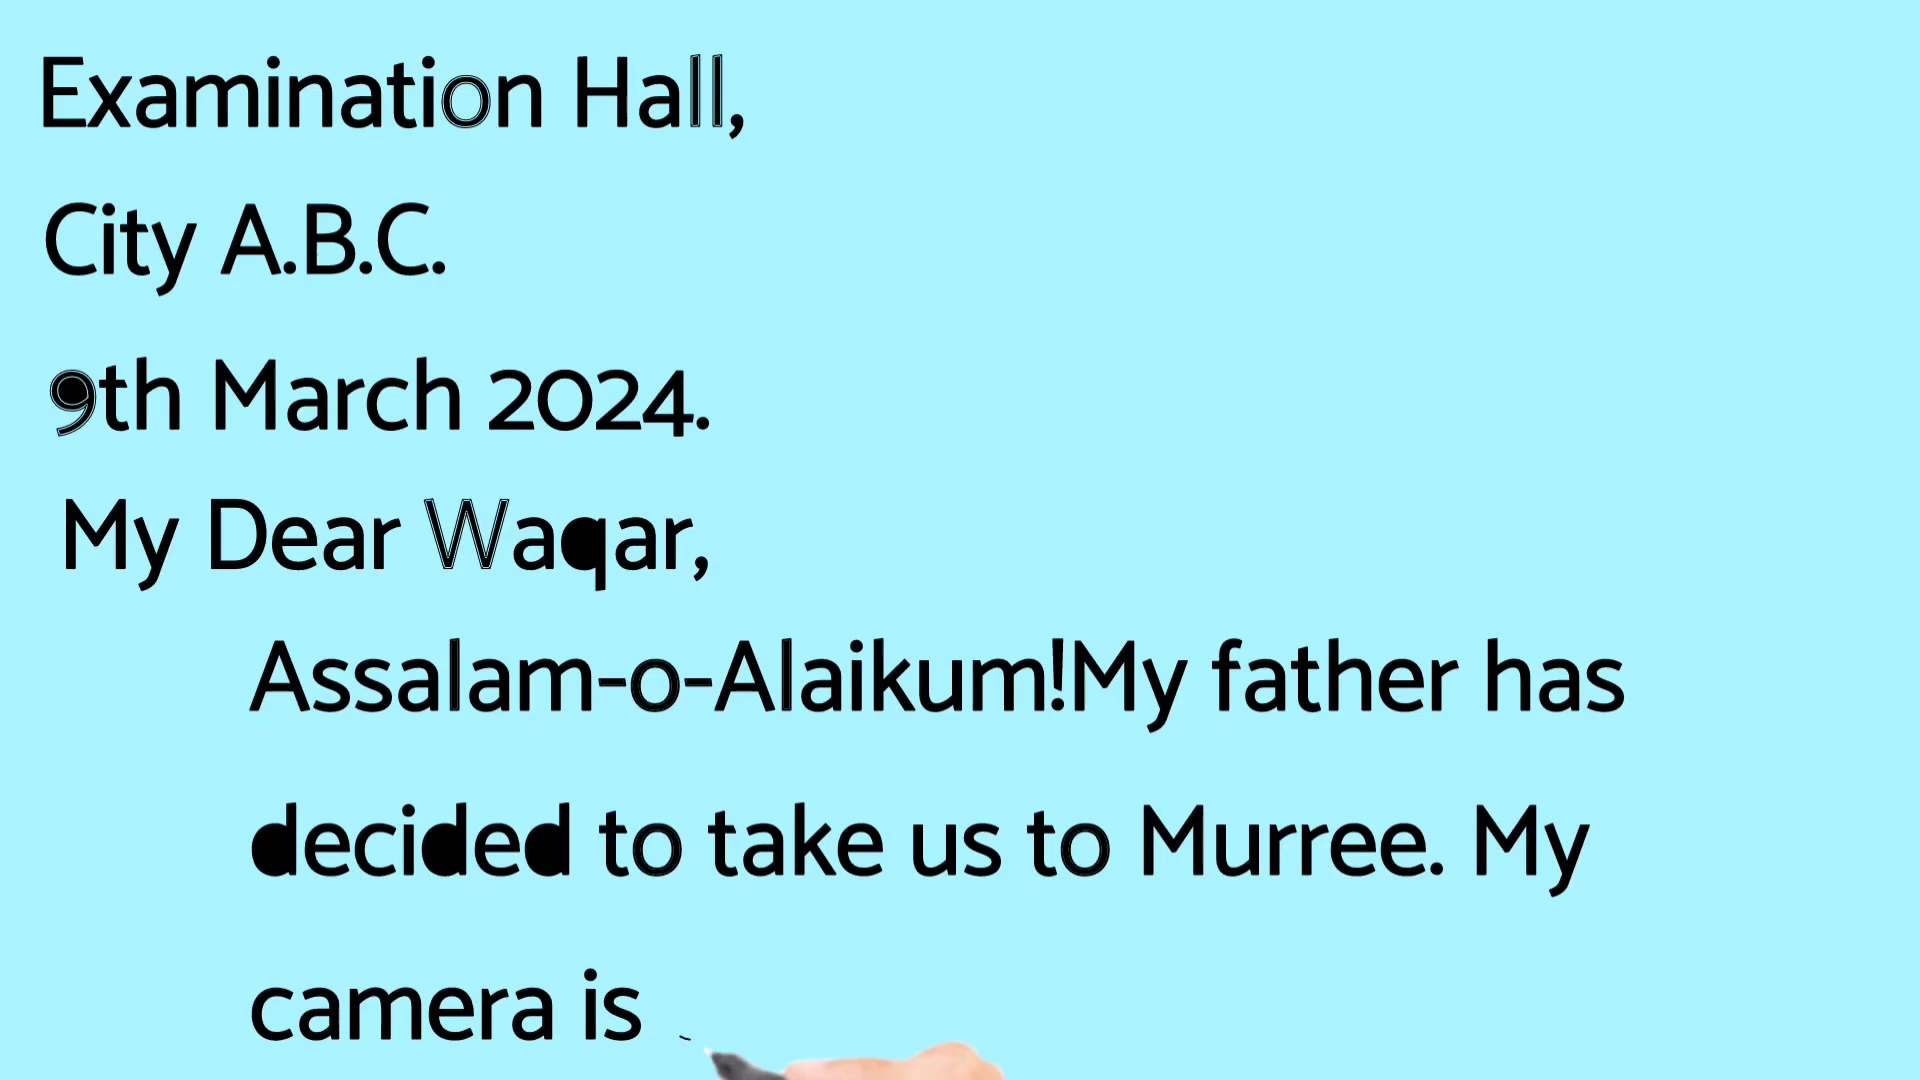 Examination Hall,
City A.B.C.
9th March 2024.
My Dear Waqar,
Assalam-o-Alaikum!My father has
decided to take us to Murree. My
camera is